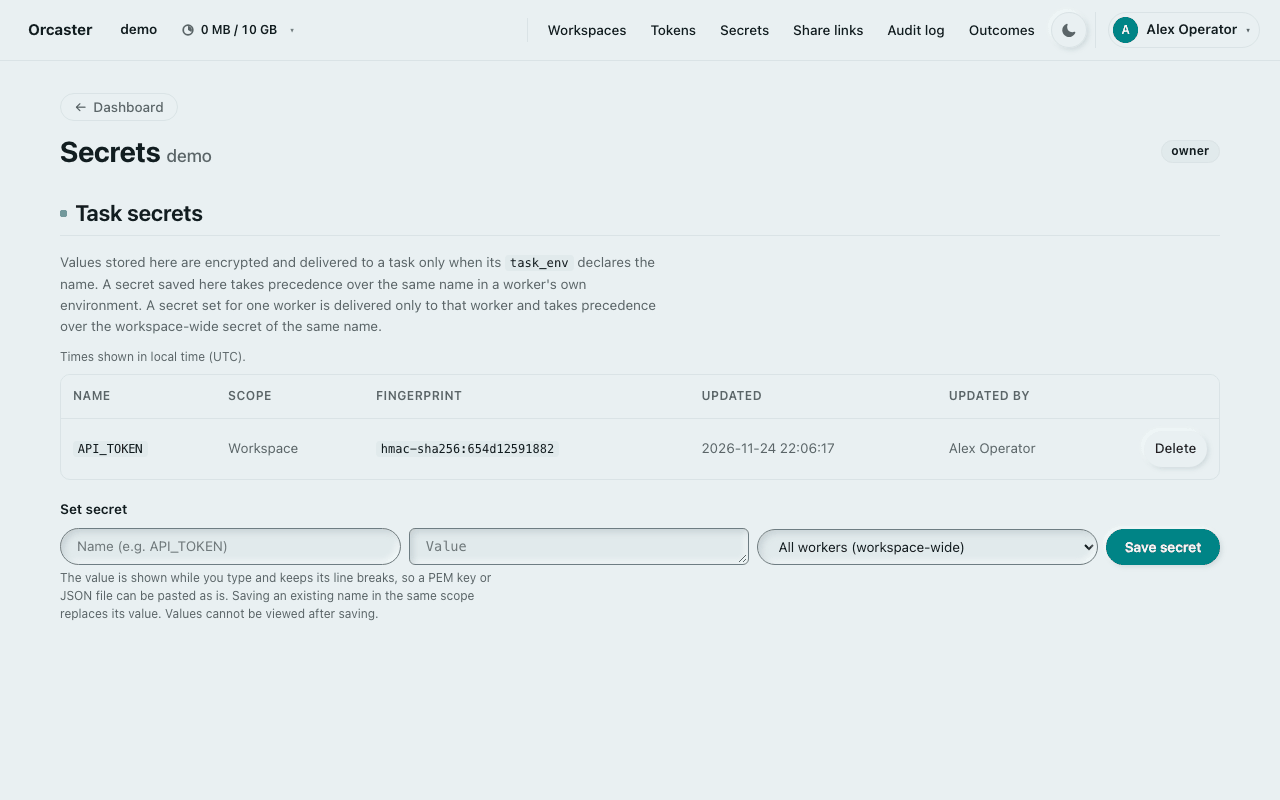 Orcaster demo 0 MB / 10 GB Workspaces Tokens Secrets Share links Audit log Outcomes A Alex Operator
← Dashboard
Secrets demo owner
Task secrets
Values stored here are encrypted and delivered to a task only when its task_env declares the
name. A secret saved here takes precedence over the same name in a worker's own
environment. A secret set for one worker is delivered only to that worker and takes precedence
over the workspace-wide secret of the same name.
Times shown in local time (UTC).
NAME SCOPE FINGERPRINT UPDATED UPDATED BY
API_TOKEN Workspace hmac-sha256:654d12591882 2026-11-24 22:06:17 Alex Operator Delete
Set secret
Name (e.g. API_TOKEN) Value All workers (workspace-wide) Save secret
The value is shown while you type and keeps its line breaks, so a PEM key or
JSON file can be pasted as is. Saving an existing name in the same scope
replaces its value. Values cannot be viewed after saving.